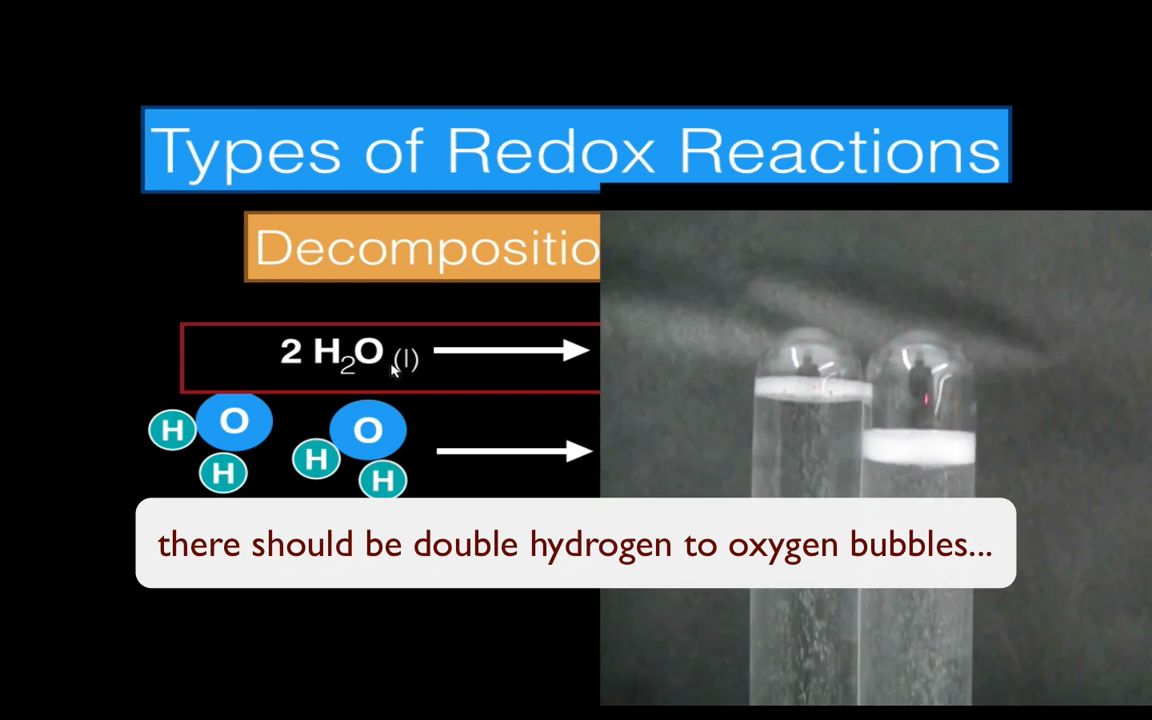 Types of Redox Reactions
Decompositio
2 H₂O (l)
H O H H O H
there should be double hydrogen to oxygen bubbles...